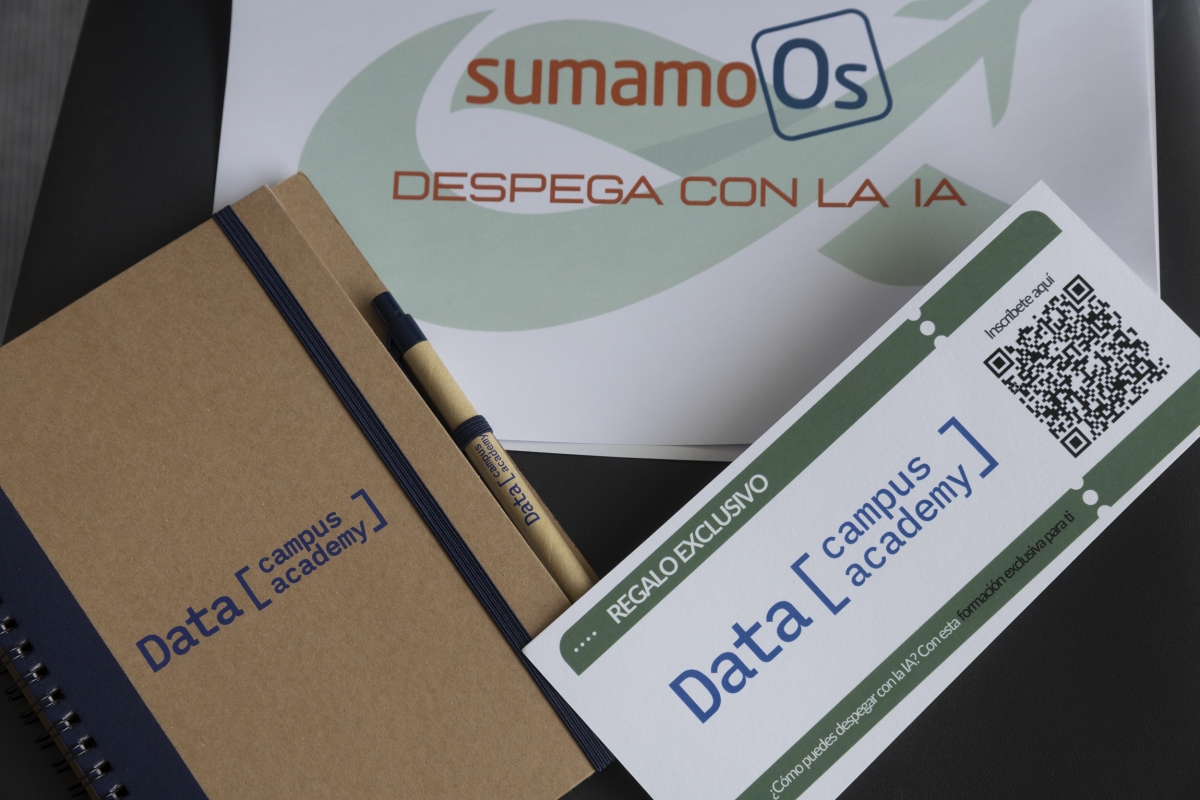 sumamoOs
DESPEGA CON LA IA
Data [campus
academy]
Data [campus
academy
Inscríbete aquí
.... REGALO EXCLUSIVO
Data [campus
academy]
¿Cómo puedes despegar con la IA? Con esta formación exclusiva para ti